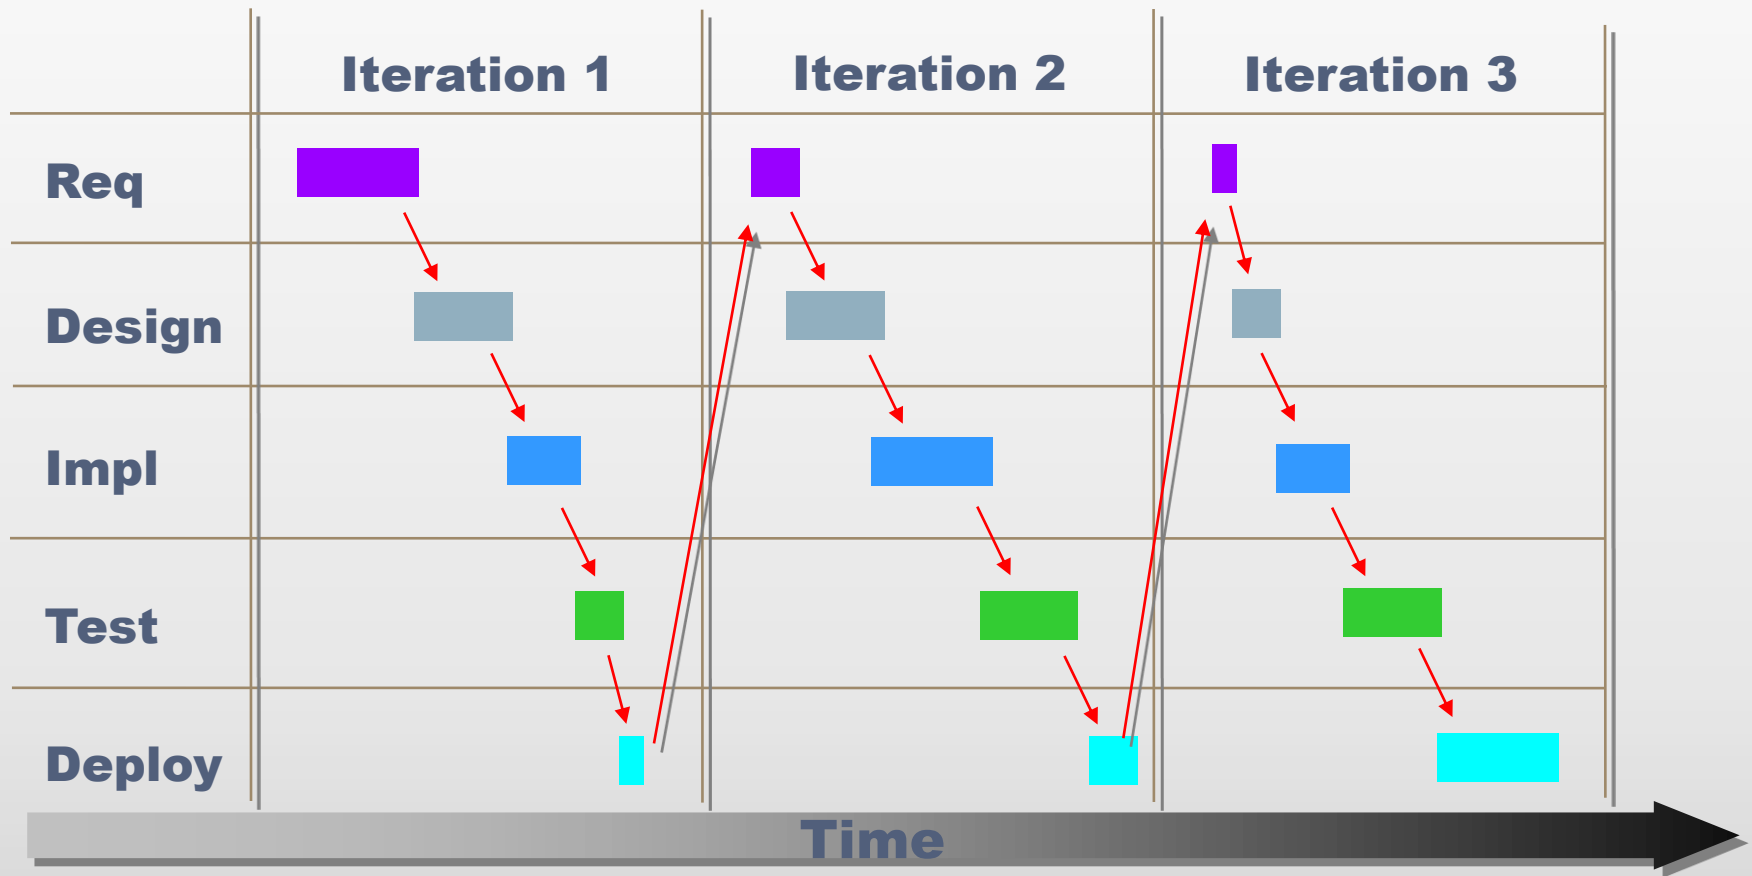 Iteration 1
Iteration 2
Iteration 3
Req
Design
Impl
Test
Deploy
Time